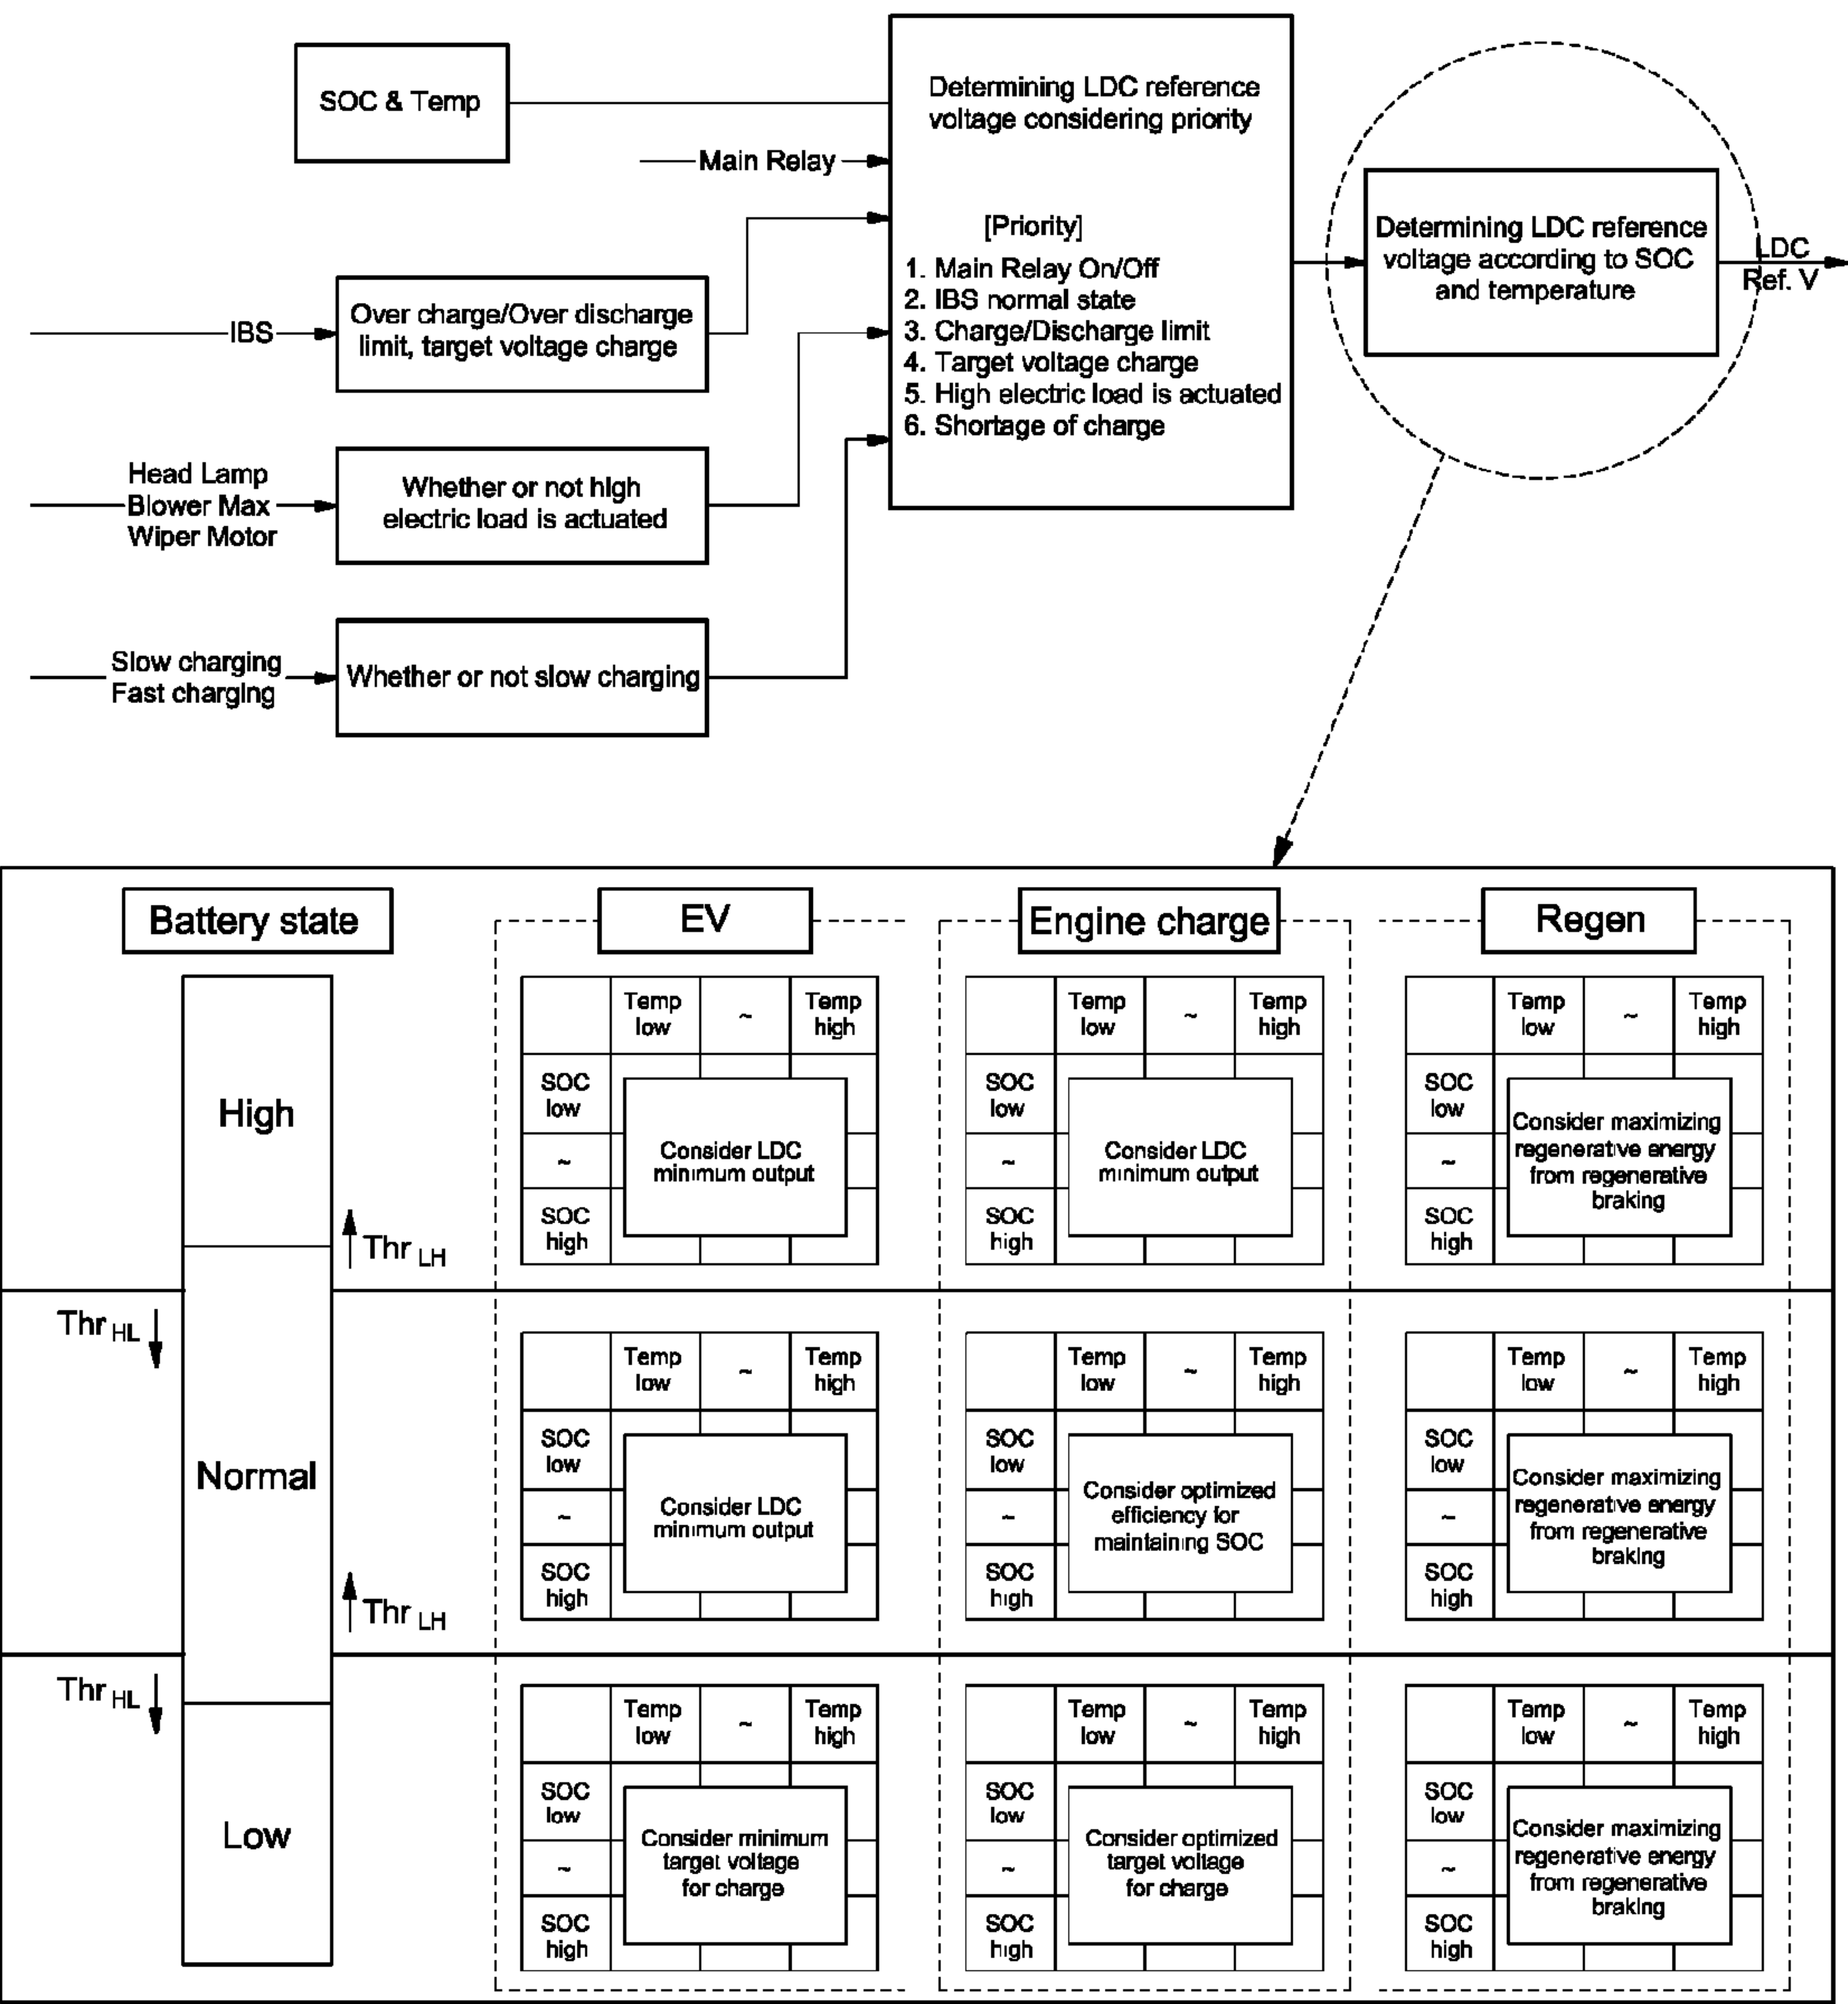 SOC & Temp
Determining LDC reference
voltage considering priority
Main Relay
[Priority]
1. Main Relay On/Off
2. IBS normal state
3. Charge/Discharge limit
4. Target voltage charge
5. High electric load is actuated
6. Shortage of charge
Determining LDC reference
voltage according to SOC
and temperature
LDC
Ref. V
IBS
Over charge/Over discharge
limit, target voltage charge
Head Lamp
Blower Max
Wiper Motor
Whether or not high
electric load is actuated
Slow charging
Fast charging
Whether or not slow charging
Battery state
EV
Engine charge
Regen
High
Thr LH
Temp
low
~
Temp
high
SOC
low
~
SOC
high
Consider LDC
minimum output
Temp
low
~
Temp
high
SOC
low
~
SOC
high
Consider LDC
minimum output
Temp
low
~
Temp
high
SOC
low
~
SOC
high
Consider maximizing
regenerative energy
from regenerative
braking
Thr HL
Normal
Thr LH
Temp
low
~
Temp
high
SOC
low
~
SOC
high
Consider LDC
minimum output
Temp
low
~
Temp
high
SOC
low
~
SOC
high
Consider optimized
efficiency for
maintaining SOC
Temp
low
~
Temp
high
SOC
low
~
SOC
high
Consider maximizing
regenerative energy
from regenerative
braking
Thr HL
Low
Temp
low
~
Temp
high
SOC
low
~
SOC
high
Consider minimum
target voltage
for charge
Temp
low
~
Temp
high
SOC
low
~
SOC
high
Consider optimized
target voltage
for charge
Temp
low
~
Temp
high
SOC
low
~
SOC
high
Consider maximizing
regenerative energy
from regenerative
braking